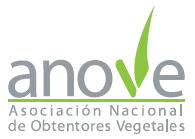 anove
Asociación Nacional
de Obtentores Vegetales